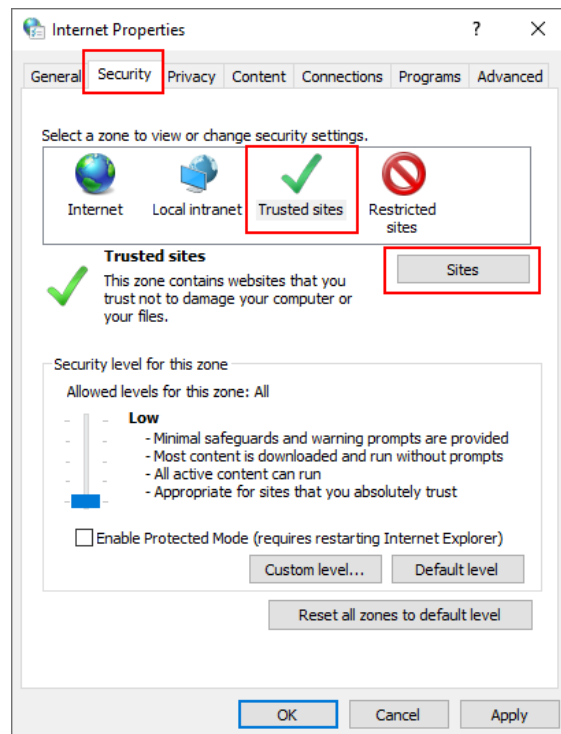 Internet Properties
?
General Security Privacy Content Connections Programs Advanced
Select a zone to view or change security settings.
Internet
Local intranet
Trusted sites
Restricted
sites
Trusted sites
This zone contains websites that you
trust not to damage your computer or
your files.
Sites
Security level for this zone
Allowed levels for this zone: All
Low
- Minimal safeguards and warning prompts are provided
- Most content is downloaded and run without prompts
- All active content can run
- Appropriate for sites that you absolutely trust
Enable Protected Mode (requires restarting Internet Explorer)
Custom level... Default level
Reset all zones to default level
OK Cancel Apply